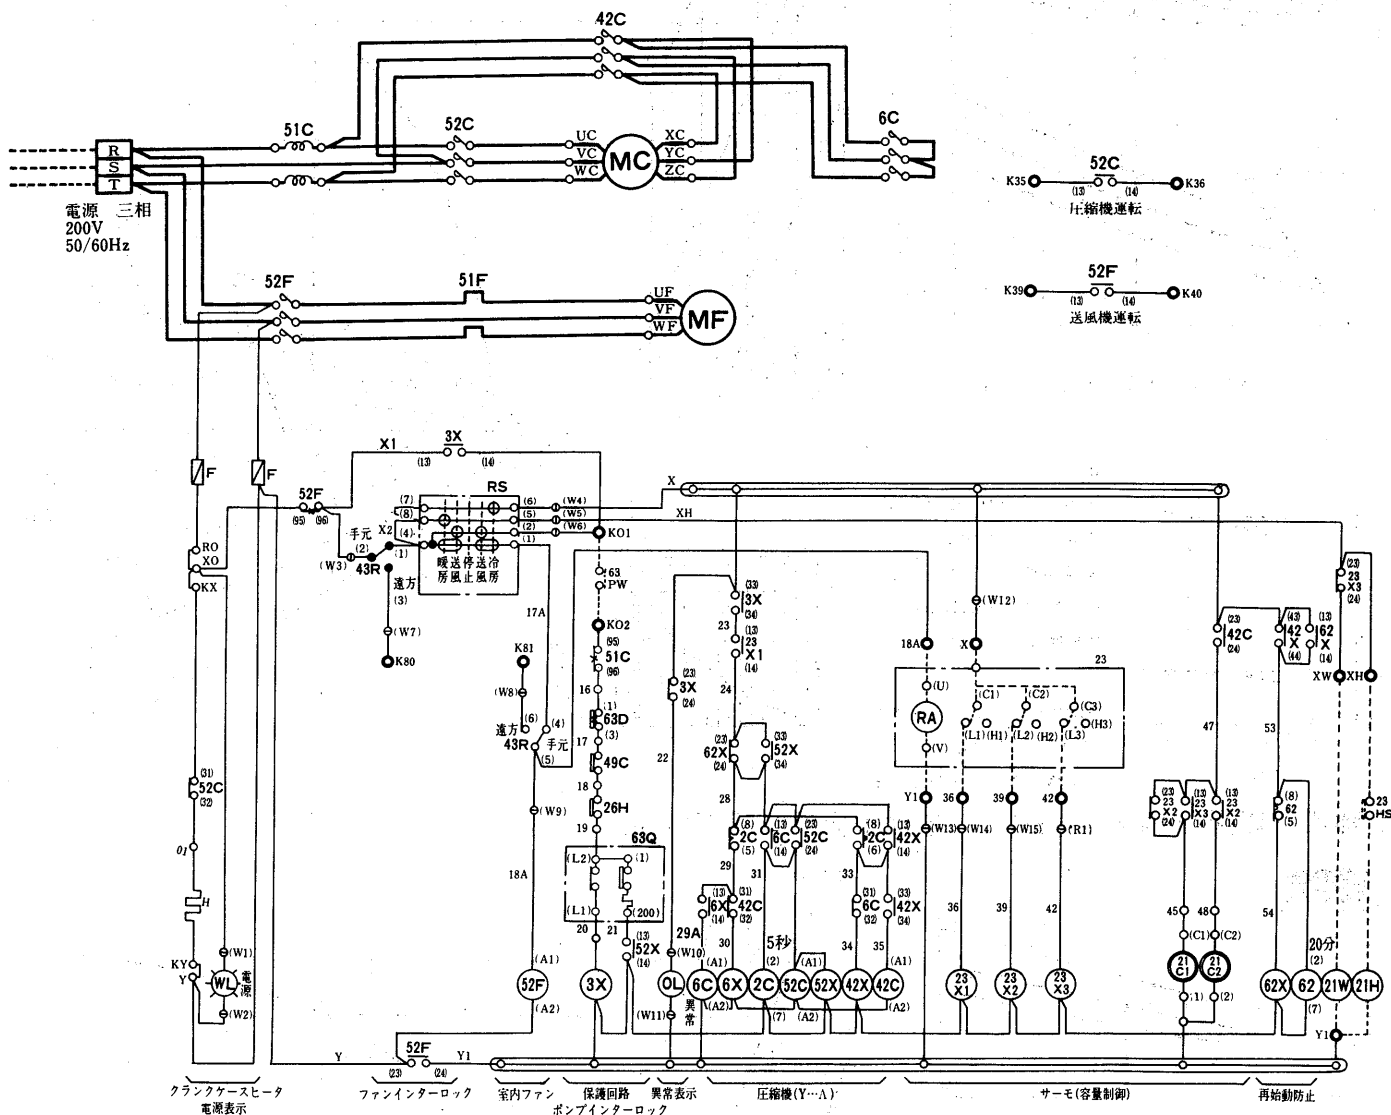 42C
51C
52C
6C
R
S
T
UC
VC
WC
MC
XC
YC
ZC
電源 三相
200V
50/60Hz
52C
K35
(13)
(14)
K36
圧縮機運転
52F
K39
(13)
(14)
K40
送風機運転
52F
51F
UF
VF
WF
MF
F
F
X1
3X
(13)
(14)
52F
(95)
(96)
RS
(7)
(8)
(4)
(1)
(6)
(5)
(2)
(1)
(W4)
(W5)
(W6)
X
XH
KO1
X2
手元
(2)
(W3)
43R
遠方
(3)
(W7)
K80
暖房
送風
停止
送風
冷房
RO
XO
KX
63
PW
KO2
17A
K81
(W8)
(6)
遠方
43R
(4)
手元
(5)
(W9)
18A
(95)
51C
(96)
16
(1)
63D
(3)
17
49C
18
26H
19
63Q
(L2)
(1)
(L1)
(200)
20
21
(13)
52X
(14)
(33)
3X
(34)
23
(13)
23
X1
(14)
24
(23)
3X
(24)
22
(23)
62X
(24)
(33)
52X
(34)
28
(8)
2C
(5)
(13)
6C
(14)
(23)
52C
(24)
(8)
2C
(6)
(13)
42X
(14)
29
31
33
(13)
6X
(14)
(31)
42C
(32)
(31)
6C
(32)
(33)
42X
(34)
29A
30
5秒
34
35
(W12)
18A
X
23
(U)
RA
(V)
(C1)
(C2)
(C3)
(L1)
(H1)
(L2)
(H2)
(L3)
(H3)
Y1
36
39
42
(W13)
(W14)
(W15)
(R1)
36
39
42
(23)
42C
(24)
(43)
42
X
(44)
(13)
62
X
(14)
(23)
23
X3
(24)
XW
XH
47
53
(23)
23
X2
(24)
(13)
23
X3
(14)
(13)
23
X2
(14)
(8)
62
(5)
23
HS
45
48
54
(C1)
(C2)
20分
(31)
52C
(32)
01
H
KY
Y
(W1)
WL
電源
(W2)
(A1)
52F
(A2)
3X
(W10)
OL
(W11)
異常
(A1)
6C
(A2)
6X
(2)
2C
(7)
(A1)
52C
(A2)
52X
42X
(A1)
42C
(A2)
23
X1
23
X2
23
X3
21
C1
(1)
21
C2
(2)
62X
(2)
62
(7)
21W
21H
Y1
Y
52F
(23)
(24)
Y1
クランクケースヒータ
電源表示
ファンインターロック
室内ファン
保護回路
ポンプインターロック
異常表示
圧縮機(Y―Δ)
サーモ(容量制御)
再始動防止